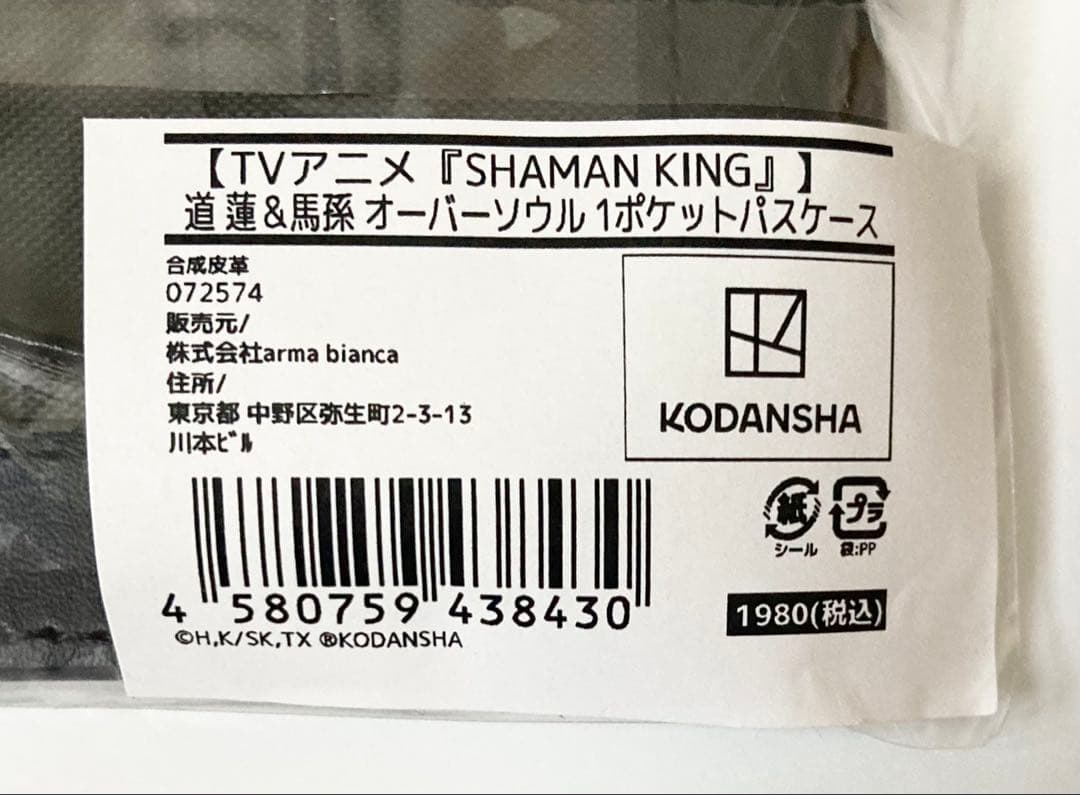 【TVアニメ『SHAMAN KING』】
道 蓮&馬孫 オーバーソウル 1ポケットパスケース
合成皮革
072574
販売元/
株式会社arma bianca
住所/
東京都 中野区弥生町2-3-13
川本ビル
KODANSHA
紙
シール
プラ
袋:PP
4 580759 438430
1980(税込)
©H,K/SK,TX ®KODANSHA